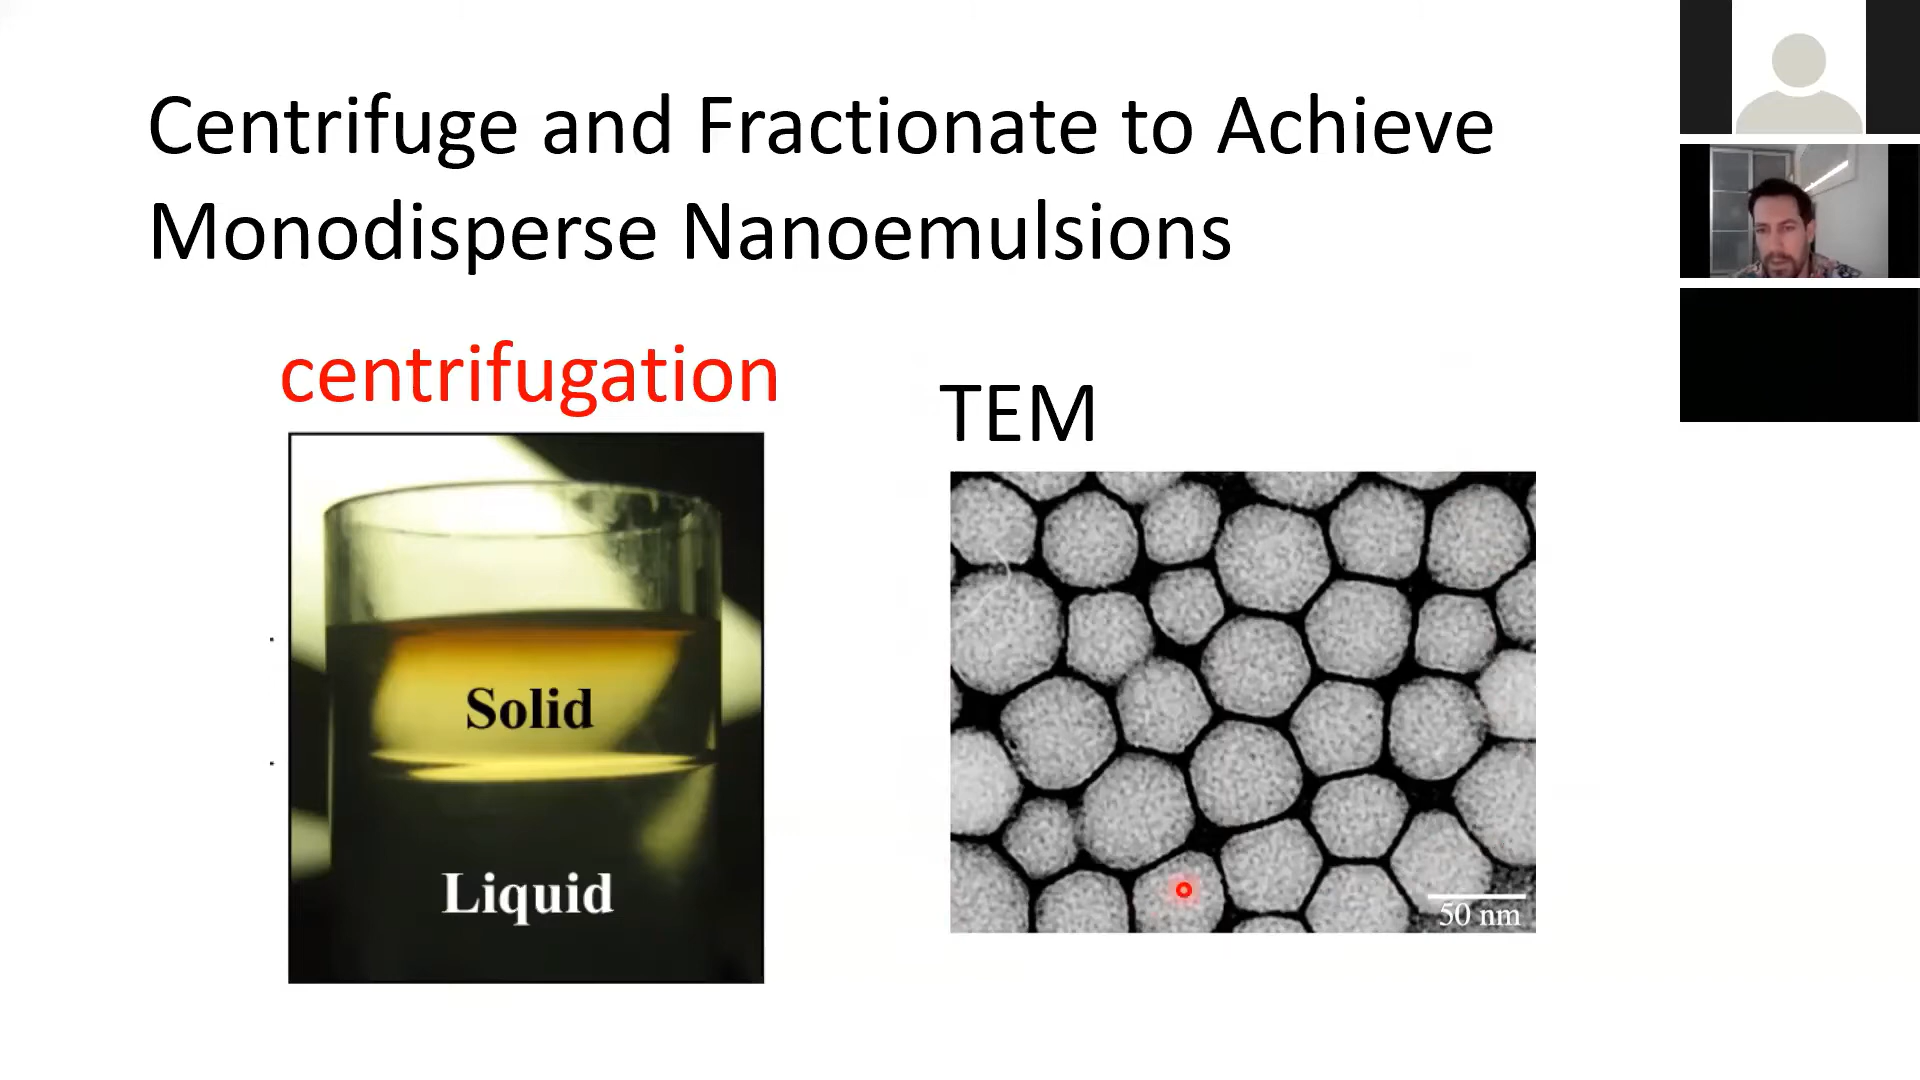 Centrifuge and Fractionate to Achieve
Monodisperse Nanoemulsions
centrifugation
TEM
Solid
Liquid
50 nm